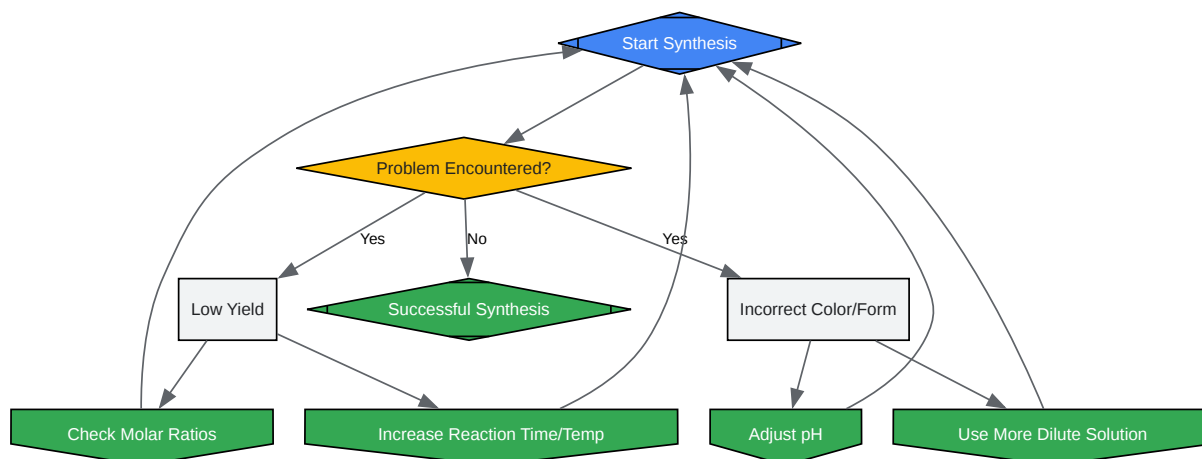 Start Synthesis
Problem Encountered?
Yes
No
Yes
Low Yield
Successful Synthesis
Incorrect Color/Form
Check Molar Ratios
Increase Reaction Time/Temp
Adjust pH
Use More Dilute Solution